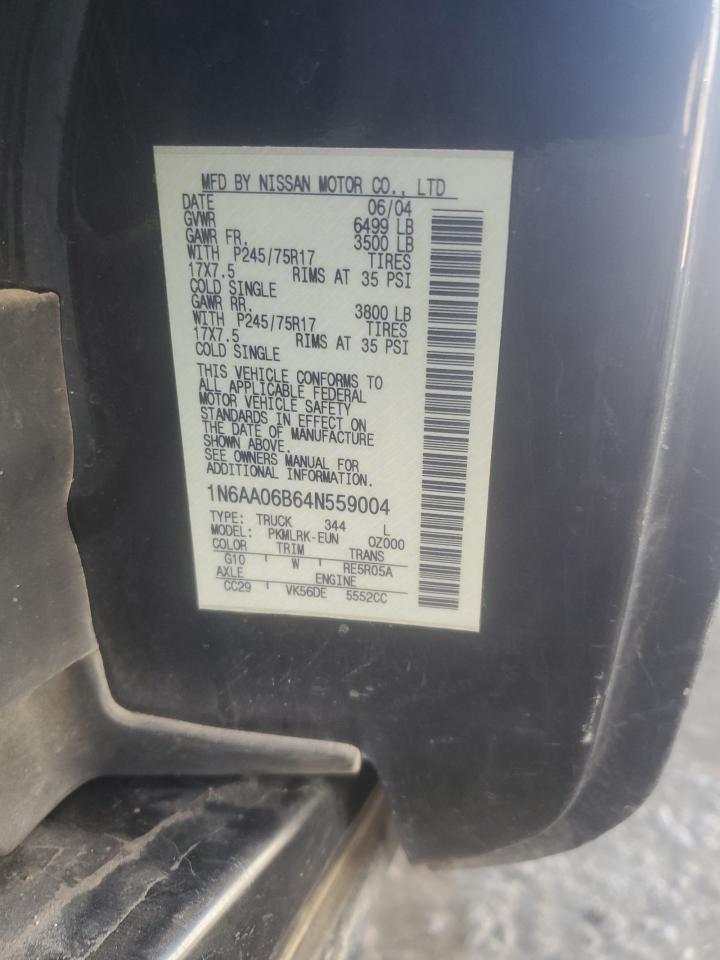 MFD BY NISSAN MOTOR CO., LTD
DATE 06/04
GVWR 6499 LB
GAWR FR. 3500 LB
WITH P245/75R17 TIRES
17X7.5 RIMS AT 35 PSI
COLD SINGLE
GAWR RR. 3800 LB
WITH P245/75R17 TIRES
17X7.5 RIMS AT 35 PSI
COLD SINGLE
THIS VEHICLE CONFORMS TO
ALL APPLICABLE FEDERAL
MOTOR VEHICLE SAFETY
STANDARDS IN EFFECT ON
THE DATE OF MANUFACTURE
SHOWN ABOVE.
SEE OWNERS MANUAL FOR
ADDITIONAL INFORMATION.
1N6AA06B64N559004
TYPE: TRUCK 344 L
MODEL: PKMLRK-EUN 0Z000
COLOR TRIM TRANS
G10 W RE5R05A
AXLE ENGINE
CC29 VK56DE 5552CC